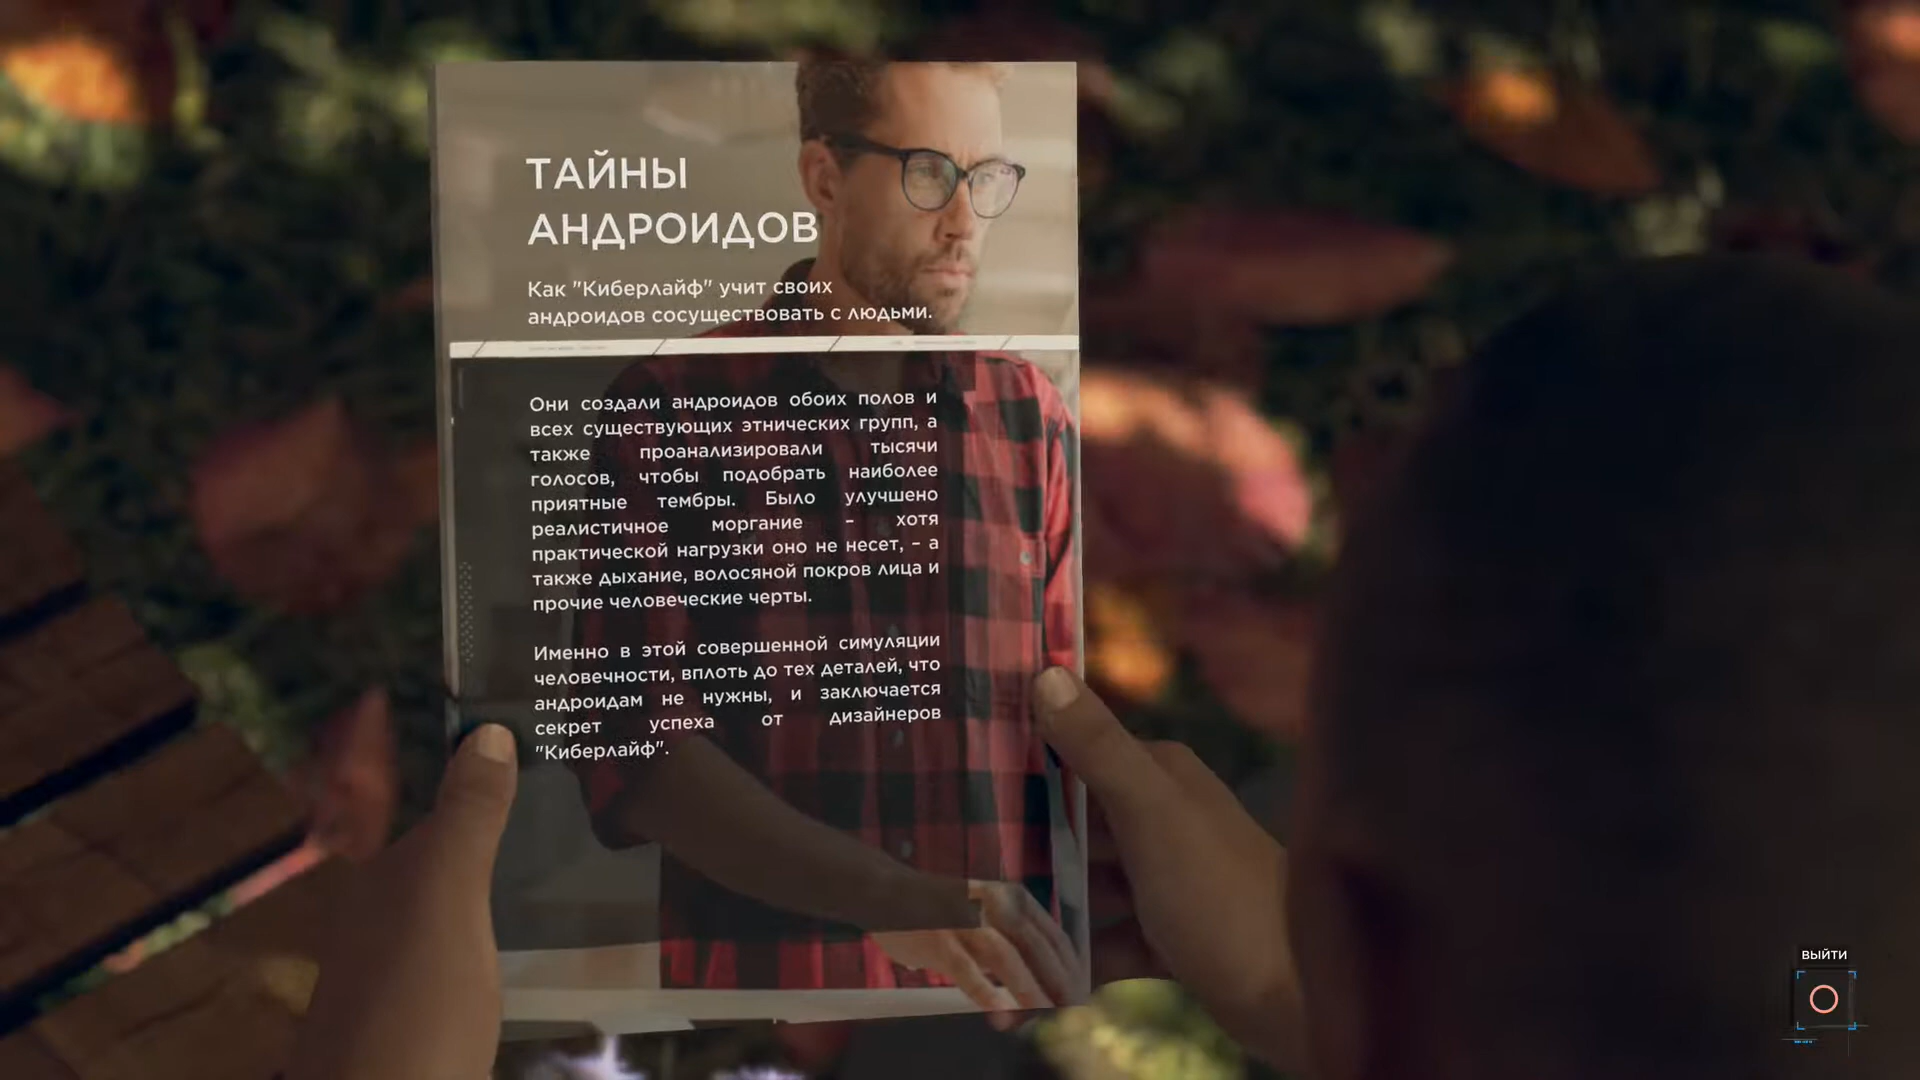 ТАЙНЫ
АНДРОИДОВ
Как "Киберлайф" учит своих
андроидов сосуществовать с людьми.
Они создали андроидов обоих полов и
всех существующих этнических групп, а
также проанализировали тысячи
голосов, чтобы подобрать наиболее
приятные тембры. Было улучшено
реалистичное моргание – хотя
практической нагрузки оно не несет, – а
также дыхание, волосяной покров лица и
прочие человеческие черты.
Именно в этой совершенной симуляции
человечности, вплоть до тех деталей, что
андроидам не нужны, и заключается
секрет успеха от дизайнеров
"Киберлайф".
ВЫЙТИ